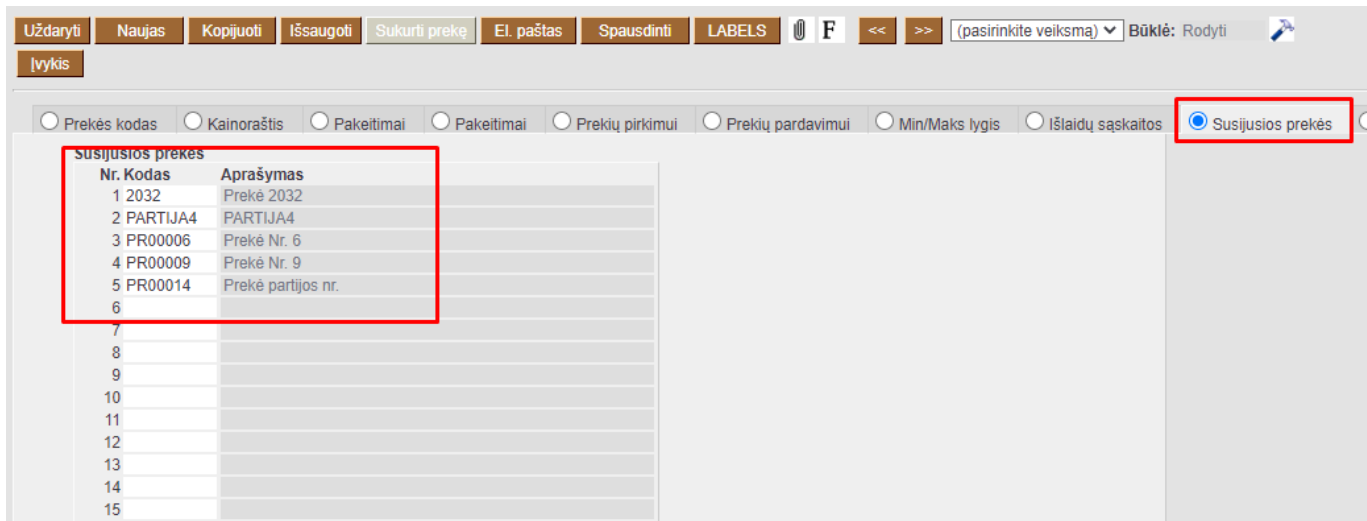 Uždaryti Naujas Kopijuoti Išsaugoti Sukurti prekę El. paštas Spausdinti LABELS F << >> (pasirinkite veiksmą) Būklė: Rodyti
Įvykis
Prekės kodas Kainoraštis Pakeitimai Pakeitimai Prekių pirkimui Prekių pardavimui Min/Maks lygis Išlaidų sąskaitos Susijusios prekės
Susijusios prekės
Nr. Kodas Aprašymas
1 2032 Prekė 2032
2 PARTIJA4 PARTIJA4
3 PR00006 Prekė Nr. 6
4 PR00009 Prekė Nr. 9
5 PR00014 Prekė partijos nr.
6
7
8
9
10
11
12
13
14
15